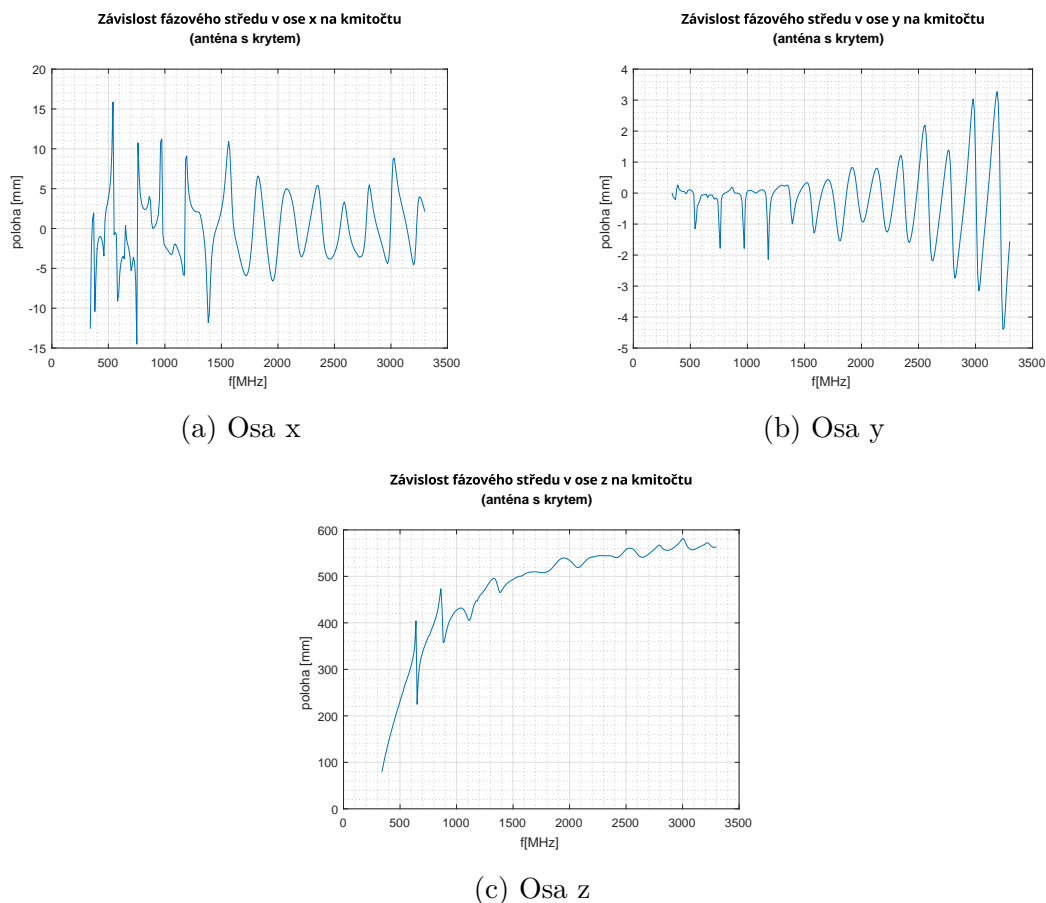 Závislost fázového středu v ose x na kmitočtu
(anténa s krytem)
20
15
10
5
0
-5
-10
-15
poloha [mm]
0 500 1000 1500 2000 2500 3000 3500
f[MHz]
(a) Osa x
Závislost fázového středu v ose y na kmitočtu
(anténa s krytem)
4
3
2
1
0
-1
-2
-3
-4
-5
poloha [mm]
0 500 1000 1500 2000 2500 3000 3500
f[MHz]
(b) Osa y
Závislost fázového středu v ose z na kmitočtu
(anténa s krytem)
600
500
400
300
200
100
0
poloha [mm]
0 500 1000 1500 2000 2500 3000 3500
f[MHz]
(c) Osa z